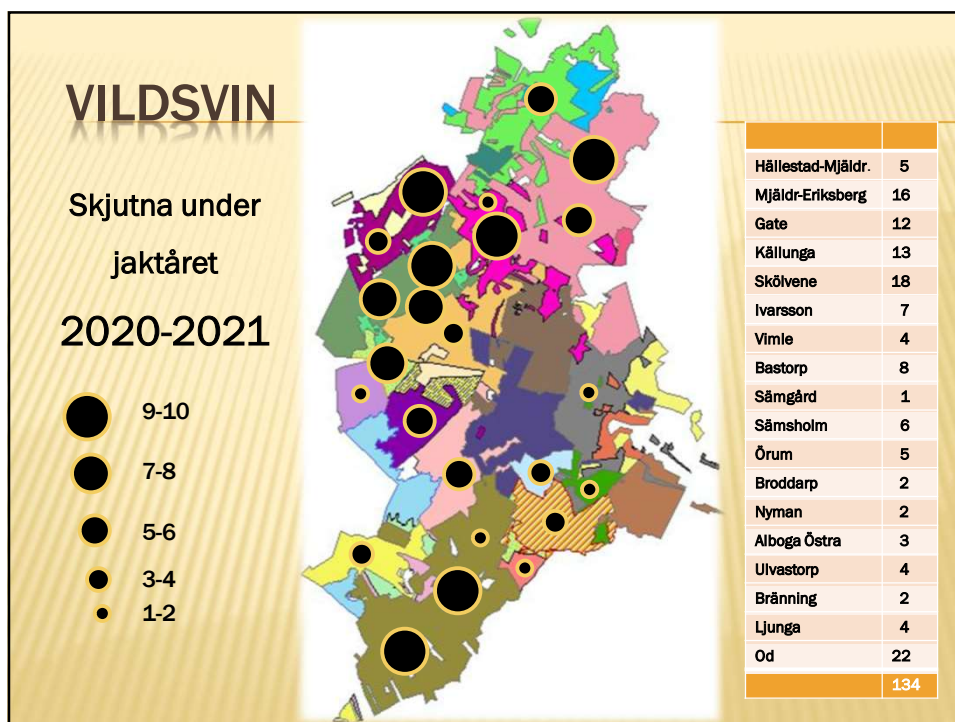 VILDSVIN
Skjutna under
jaktåret
2020-2021
9-10
7-8
5-6
3-4
1-2
Hällestad-Mjäldr. 5
Mjäldr-Eriksberg 16
Gate 12
Källunga 13
Skölvene 18
Ivarsson 7
Vimle 4
Bastorp 8
Sämgård 1
Sämsholm 6
Örum 5
Broddarp 2
Nyman 2
Alboga Östra 3
Ulvastorp 4
Bränning 2
Ljunga 4
Od 22
134